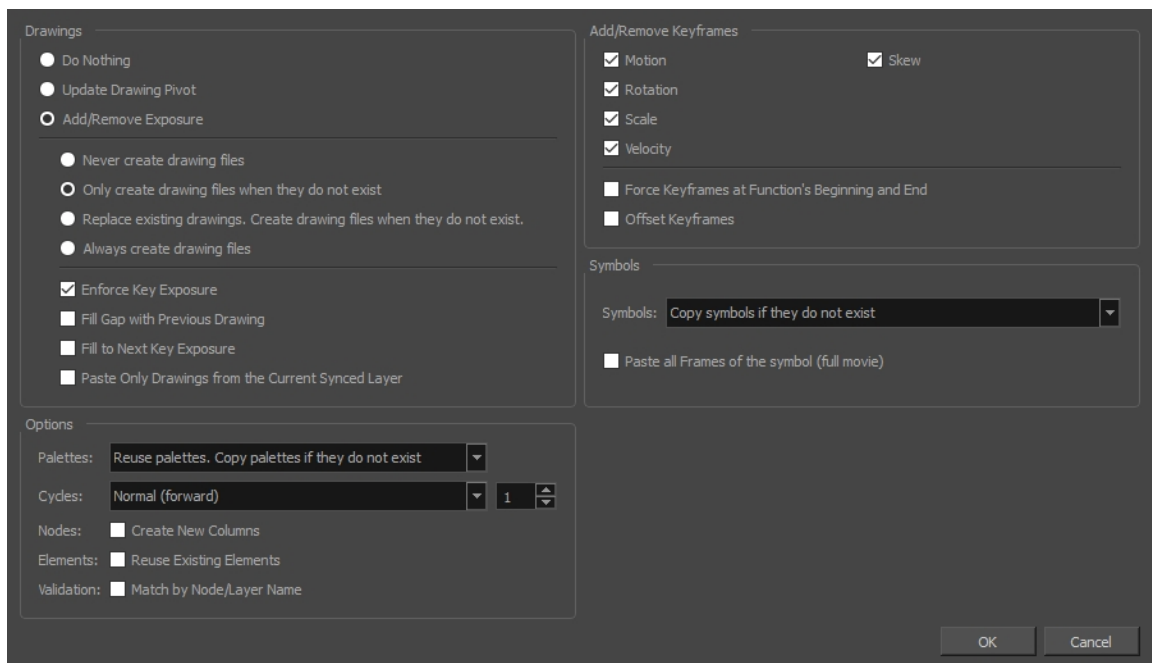 Drawings
Do Nothing
Update Drawing Pivot
Add/Remove Exposure
Never create drawing files
Only create drawing files when they do not exist
Replace existing drawings. Create drawing files when they do not exist.
Always create drawing files
Enforce Key Exposure
Fill Gap with Previous Drawing
Fill to Next Key Exposure
Paste Only Drawings from the Current Synced Layer
Options
Palettes: Reuse palettes. Copy palettes if they do not exist
Cycles: Normal (forward) 1
Nodes: Create New Columns
Elements: Reuse Existing Elements
Validation: Match by Node/Layer Name
Add/Remove Keyframes
Motion Skew
Rotation
Scale
Velocity
Force Keyframes at Function's Beginning and End
Offset Keyframes
Symbols
Symbols: Copy symbols if they do not exist
Paste all Frames of the symbol (full movie)
OK Cancel